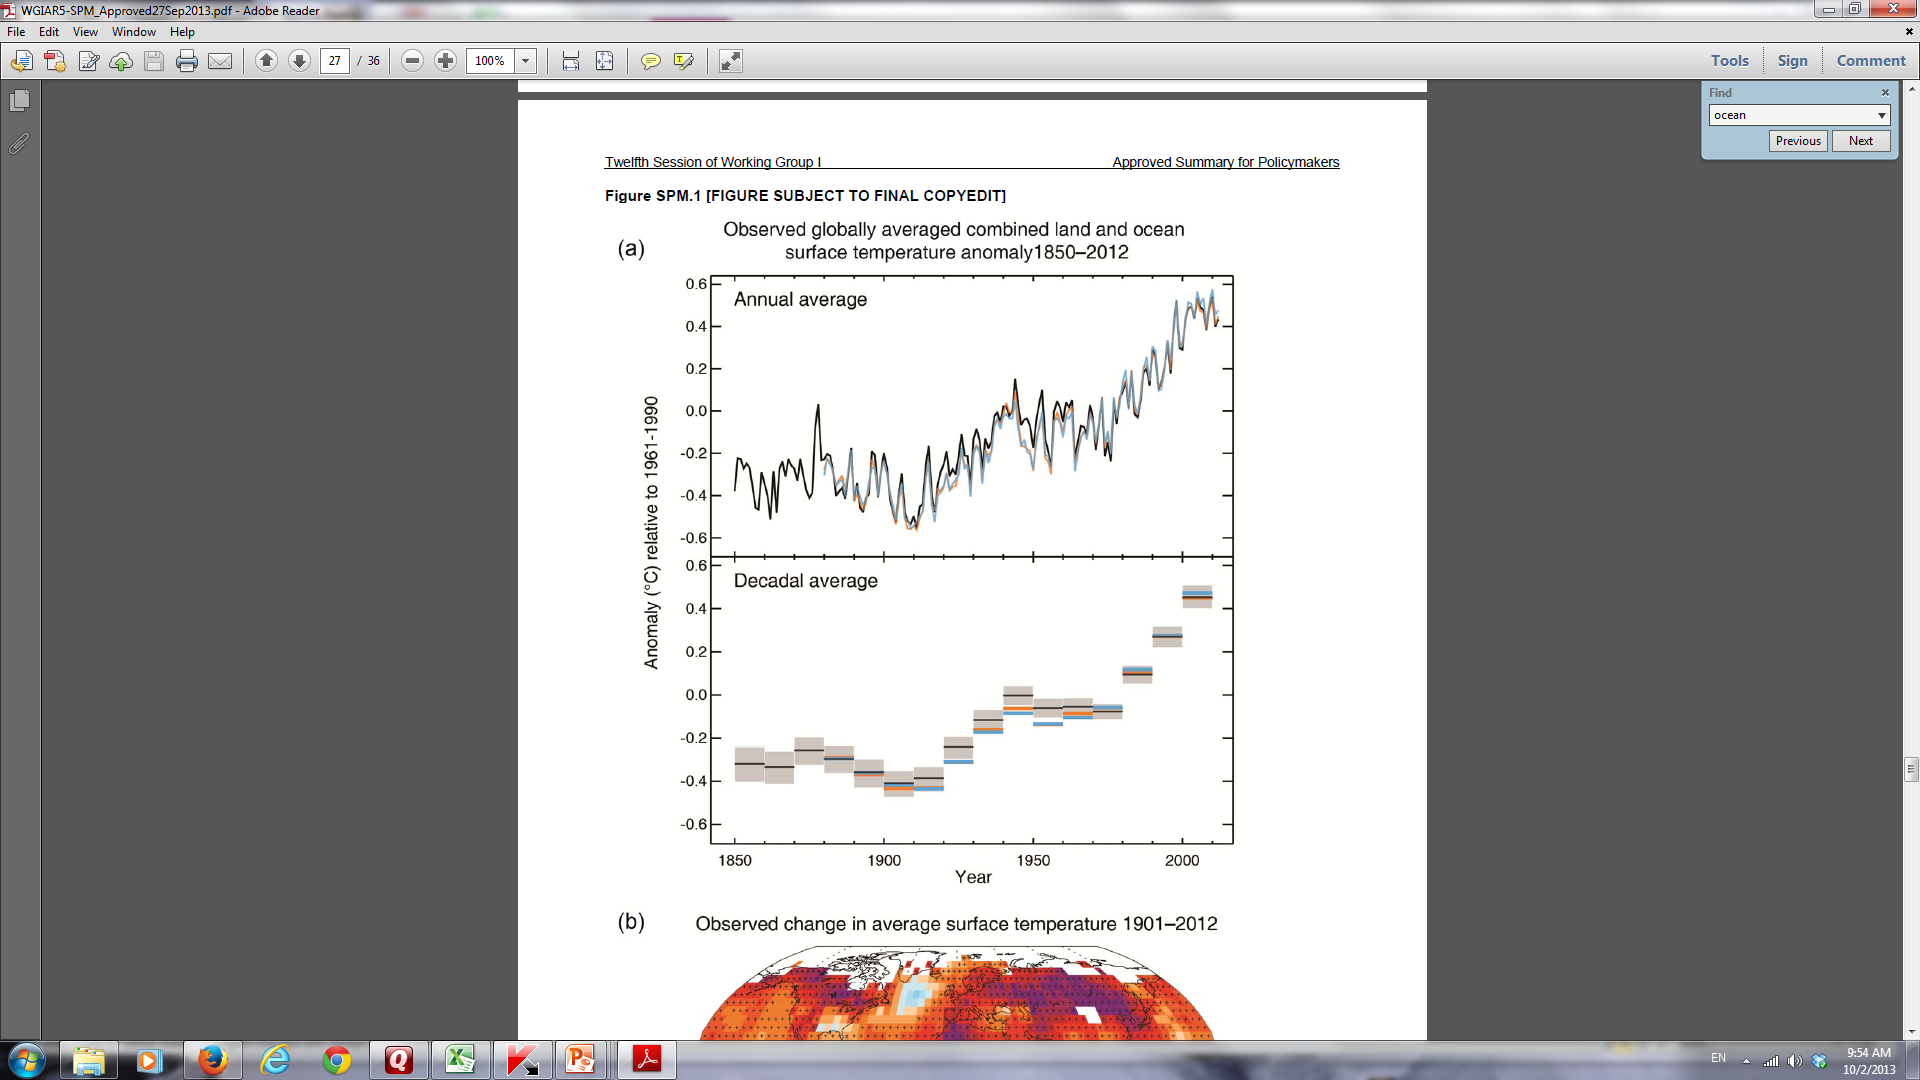 WGIAR5-SPM_Approved27Sep2013.pdf - Adobe Reader
File Edit View Window Help
27 / 36 100% Tools Sign Comment
Find
ocean
Previous Next
Twelfth Session of Working Group I Approved Summary for Policymakers
Figure SPM.1 [FIGURE SUBJECT TO FINAL COPYEDIT]
(a) Observed globally averaged combined land and ocean
surface temperature anomaly1850–2012
Annual average
0.6
0.4
0.2
0.0
-0.2
-0.4
-0.6
Anomaly (°C) relative to 1961-1990
Decadal average
0.6
0.4
0.2
0.0
-0.2
-0.4
-0.6
1850 1900 1950 2000
Year
(b) Observed change in average surface temperature 1901–2012
EN 9:54 AM
10/2/2013